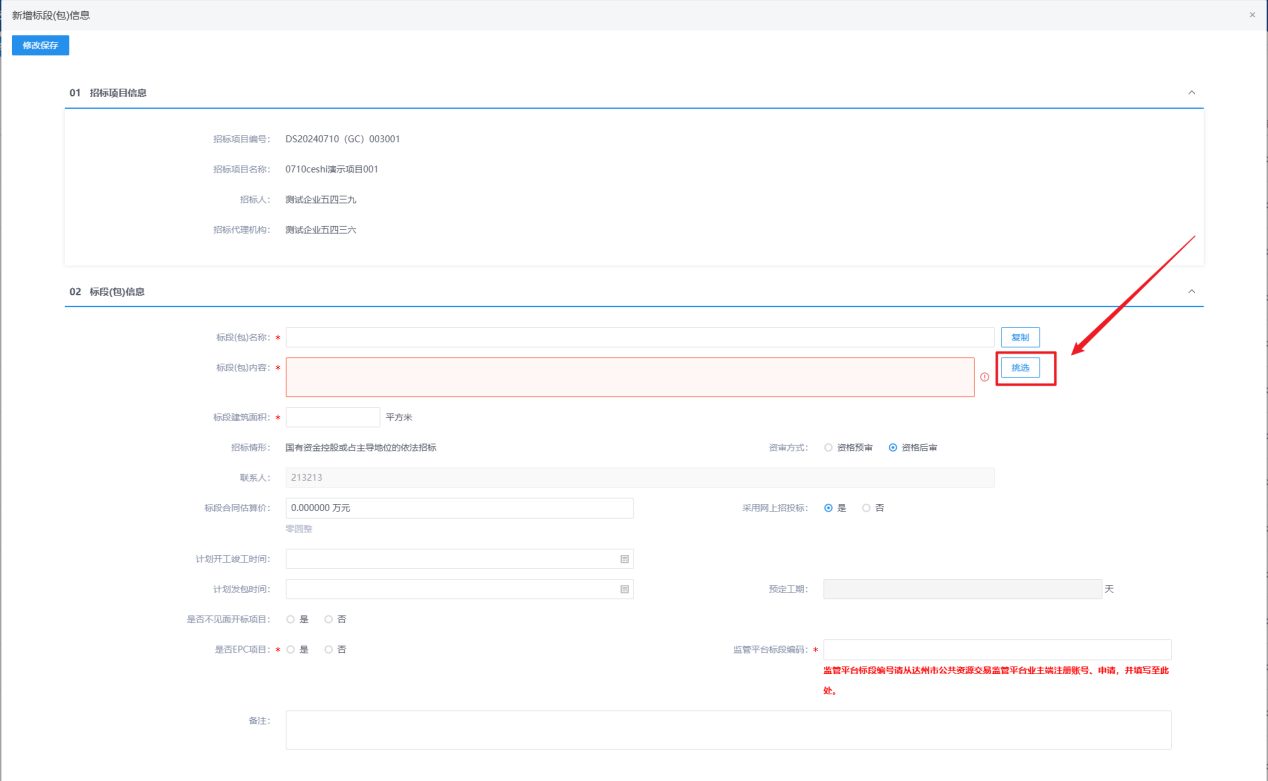 新增标段(包)信息
×
修改保存
01 招标项目信息
招标项目编号： DS20240710（GC）003001
招标项目名称： 0710ceshi演示项目001
招标人： 测试企业五四三九
招标代理机构： 测试企业五四三六
02 标段(包)信息
标段(包)名称：* 复制
标段(包)内容：* 挑选
标段建筑面积：* 平方米
招标情形： 国有资金控股或占主导地位的依法招标 资审方式： 资格预审 资格后审
联系人： 213213
标段合同估算价： 0.000000 万元 采用网上招投标： 是 否
零圆整
计划开工竣工时间：
计划发包时间： 预定工期： 天
是否不见面开标项目： 是 否
是否EPC项目：* 是 否 监管平台标段编码：*
监管平台标段编号请从达州市公共资源交易监管平台业主端注册账号、申请，并填写至此
处。
备注：